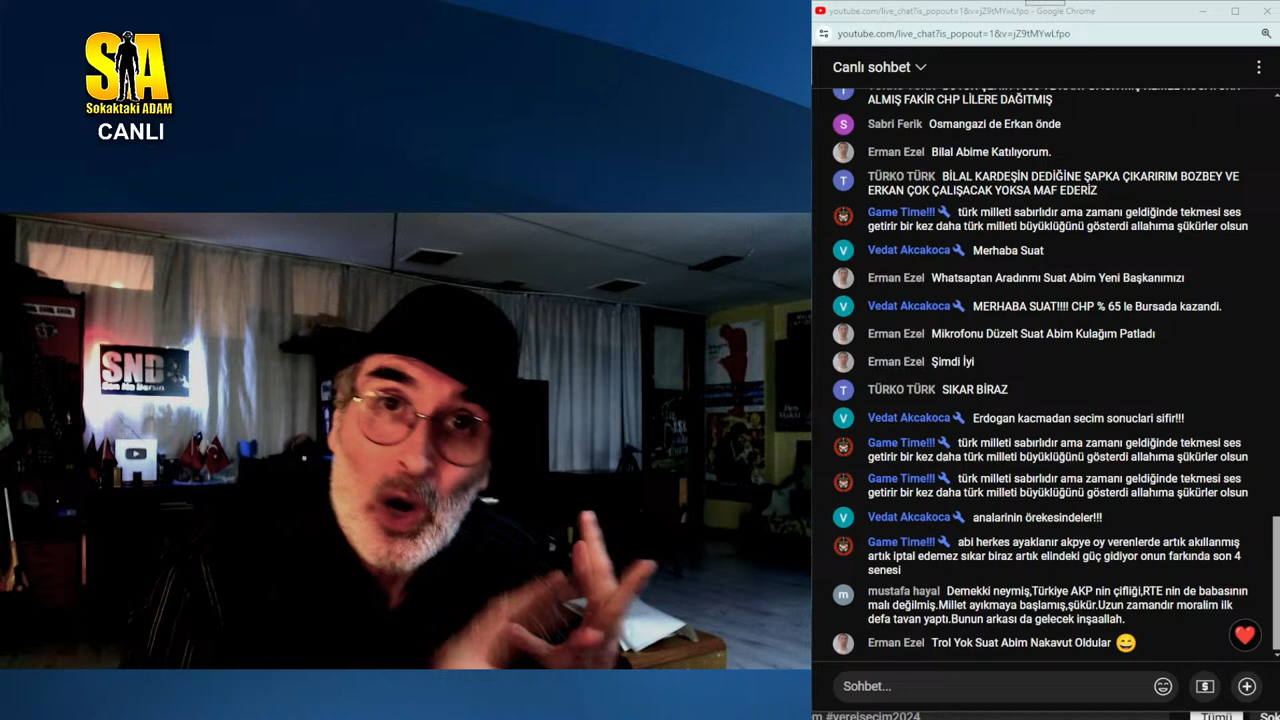 youtube.com/live_chat?is_popout=1&v=jZ9tMYwLfpo - Google Chrome
youtube.com/live_chat?is_popout=1&v=jZ9tMYwLfpo
SA
Sokaktaki ADAM
CANLI
SND
Sen Ne Dersin
Canlı sohbet
ALMIŞ FAKİR CHP LİLERE DAĞITMIŞ
Sabri Ferik Osmangazi de Erkan önde
Erman Ezel Bilal Abime Katılıyorum.
TÜRKO TÜRK BİLAL KARDEŞİN DEDİĞİNE ŞAPKA ÇIKARIRIM BOZBEY VE
ERKAN ÇOK ÇALIŞACAK YOKSA MAF EDERİZ
Game Time!!! türk milleti sabırlıdır ama zamanı geldiğinde tekmesi ses
getirir bir kez daha türk milleti büyüklüğünü gösterdi allahıma şükürler olsun
Vedat Akcakoca Merhaba Suat
Erman Ezel Whatsaptan Aradınmı Suat Abim Yeni Başkanımızı
Vedat Akcakoca MERHABA SUAT!!!! CHP % 65 le Bursada kazandi.
Erman Ezel Mikrofonu Düzelt Suat Abim Kulağım Patladı
Erman Ezel Şimdi İyi
TÜRKO TÜRK SIKAR BİRAZ
Vedat Akcakoca Erdogan kacmadan secim sonuclari sifir!!!
Game Time!!! türk milleti sabırlıdır ama zamanı geldiğinde tekmesi ses
getirir bir kez daha türk milleti büyüklüğünü gösterdi allahıma şükürler olsun
Game Time!!! türk milleti sabırlıdır ama zamanı geldiğinde tekmesi ses
getirir bir kez daha türk milleti büyüklüğünü gösterdi allahıma şükürler olsun
Vedat Akcakoca analarinin örekesindeler!!!
Game Time!!! abi herkes ayaklanır akpye oy verenlerde artık akıllanmış
artık iptal edemez sıkar biraz artık elindeki güç gidiyor onun farkında son 4
senesi
mustafa hayal Demekki neymiş,Türkiye AKP nin çifliği,RTE nin de babasının
malı değilmiş.Millet ayıkmaya başlamış,şükür.Uzun zamandır moralim ilk
defa tavan yaptı.Bunun arkası da gelecek inşaallah.
Erman Ezel Trol Yok Suat Abim Nakavut Oldular 😄
Sohbet...
m #yerelsecim2024
Tümü